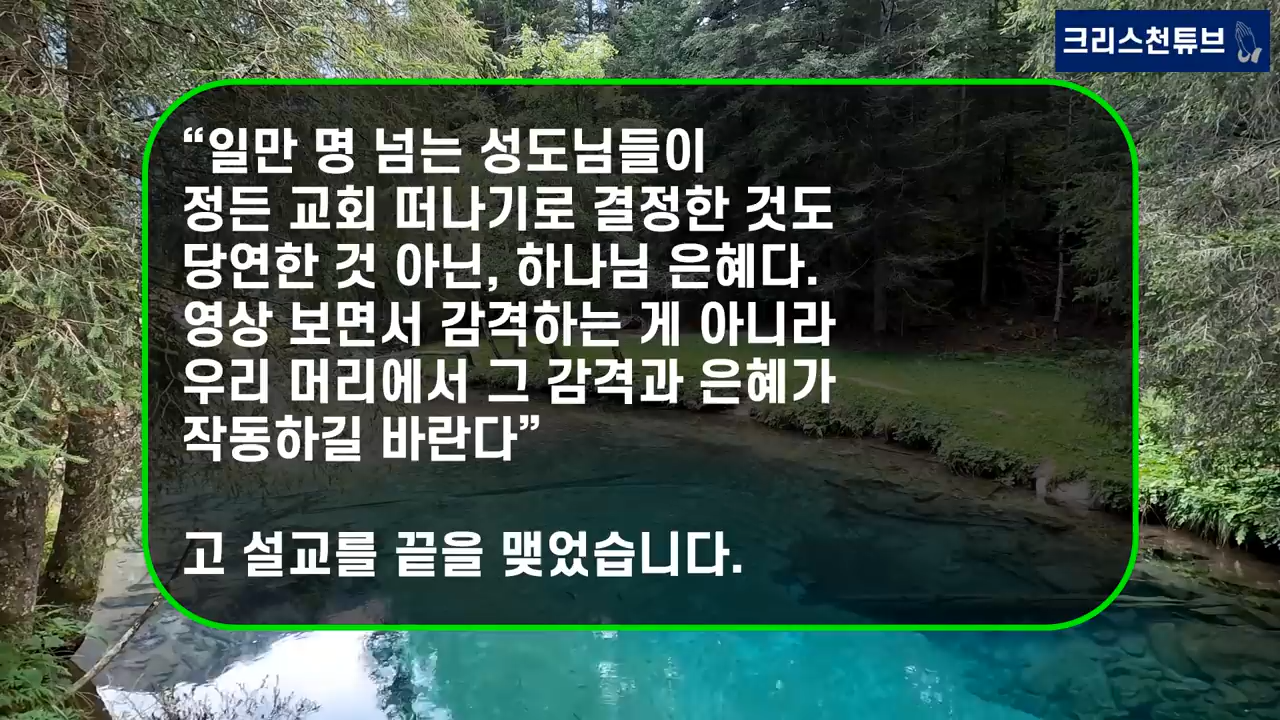 크리스천튜브
“일만 명 넘는 성도님들이
정든 교회 떠나기로 결정한 것도
당연한 것 아닌, 하나님 은혜다.
영상 보면서 감격하는 게 아니라
우리 머리에서 그 감격과 은혜가
작동하길 바란다”
고 설교를 끝을 맺었습니다.